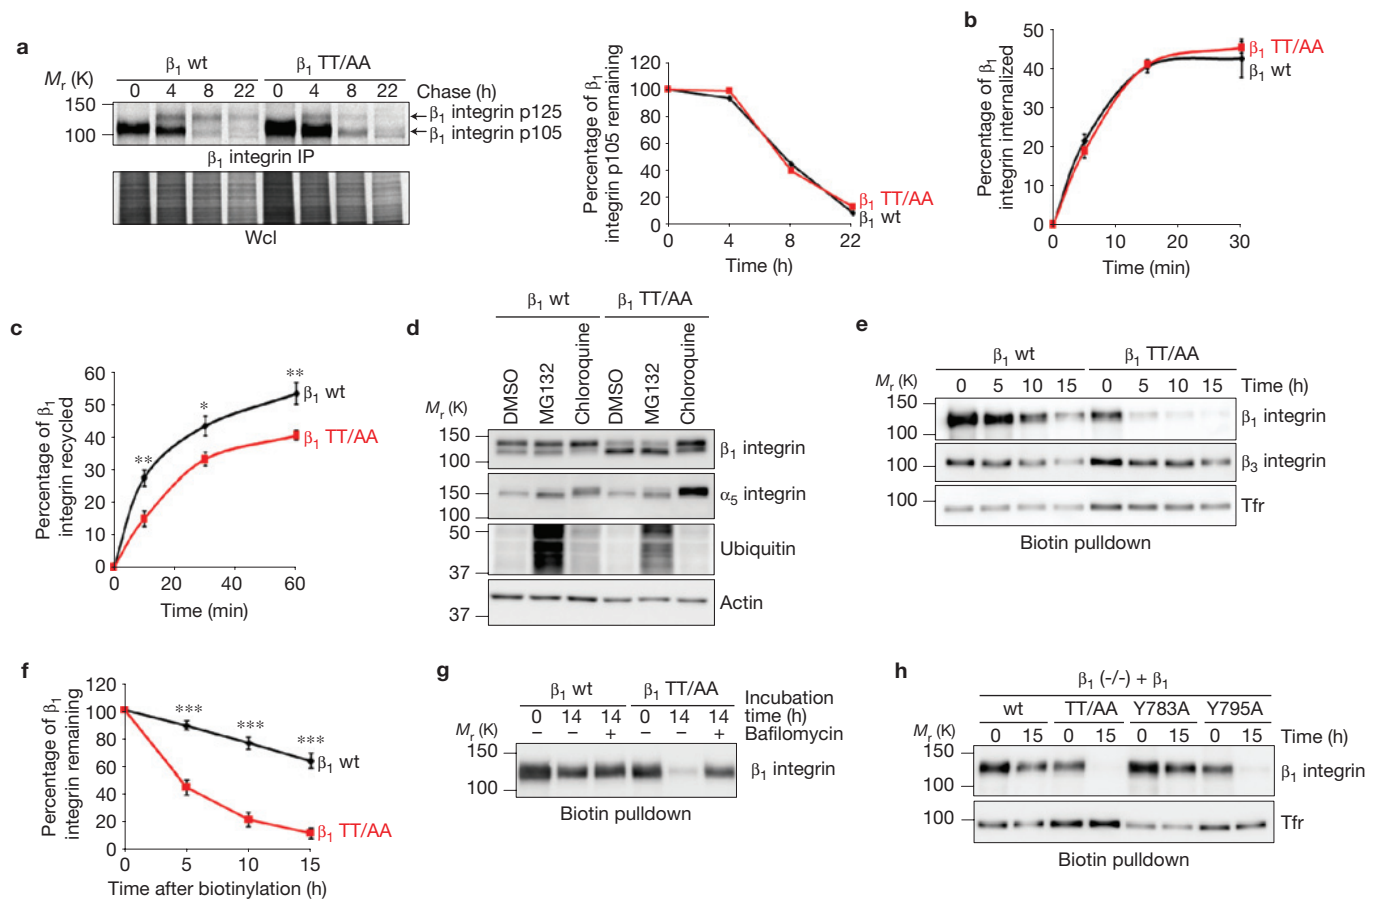 a
β1 wt
β1 TT/AA
Mr (K)
0 4 8 22 0 4 8 22 Chase (h)
150
100
β1 integrin p125
β1 integrin p105
β1 integrin IP
Wcl
Percentage of β1
integrin p105 remaining
120
100
80
60
40
20
0
0 4 8 22
Time (h)
β1 TT/AA
β1 wt
b
Percentage of β1
integrin internalized
50
40
30
20
10
0
0 10 20 30
Time (min)
β1 TT/AA
β1 wt
c
Percentage of β1
integrin recycled
60
50
40
30
20
10
0
0 20 40 60
Time (min)
**
*
**
β1 wt
β1 TT/AA
d
β1 wt
β1 TT/AA
Mr (K)
DMSO
MG132
Chloroquine
DMSO
MG132
Chloroquine
150
100
β1 integrin
150
100
α5 integrin
50
37
Ubiquitin
37
Actin
e
β1 wt
β1 TT/AA
Mr (K)
0 5 10 15 0 5 10 15 Time (h)
150
100
β1 integrin
100
β3 integrin
100
Tfr
Biotin pulldown
f
Percentage of β1
integrin remaining
120
100
80
60
40
20
0
0 5 10 15
Time after biotinylation (h)
***
***
***
β1 wt
β1 TT/AA
g
β1 wt
β1 TT/AA
Incubation
0 14 14 0 14 14 time (h)
Mr (K)
– – + – – + Bafilomycin
150
100
β1 integrin
Biotin pulldown
h
β1 (-/-) + β1
wt TT/AA Y783A Y795A
Mr (K)
0 15 0 15 0 15 0 15 Time (h)
150
100
β1 integrin
100
Tfr
Biotin pulldown